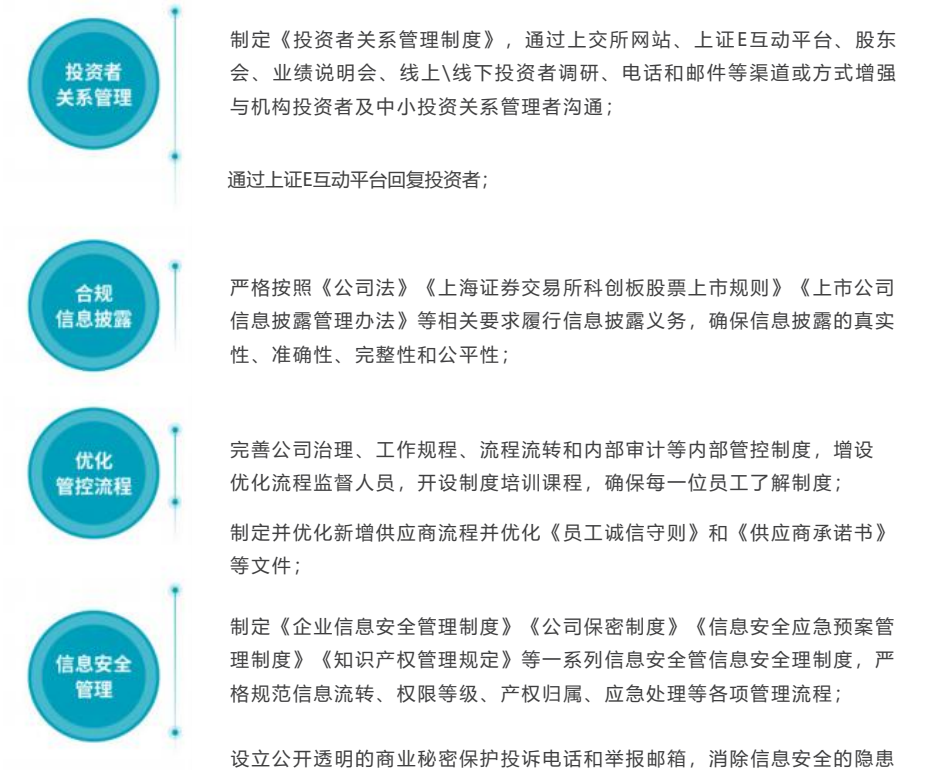 投资者
关系管理
制定《投资者关系管理制度》，通过上交所网站、上证E互动平台、股东
会、业绩说明会、线上\线下投资者调研、电话和邮件等渠道或方式增强
与机构投资者及中小投资关系管理者沟通；
通过上证E互动平台回复投资者；
合规
信息披露
严格按照《公司法》《上海证券交易所科创板股票上市规则》《上市公司
信息披露管理办法》等相关要求履行信息披露义务，确保信息披露的真实
性、准确性、完整性和公平性；
优化
管控流程
完善公司治理、工作规程、流程流转和内部审计等内部管控制度，增设
优化流程监督人员，开设制度培训课程，确保每一位员工了解制度；
制定并优化新增供应商流程并优化《员工诚信守则》和《供应商承诺书》
等文件；
信息安全
管理
制定《企业信息安全管理制度》《公司保密制度》《信息安全应急预案管
理制度》《知识产权管理规定》等一系列信息安全管信息安全理制度，严
格规范信息流转、权限等级、产权归属、应急处理等各项管理流程；
设立公开透明的商业秘密保护投诉电话和举报邮箱，消除信息安全的隐患